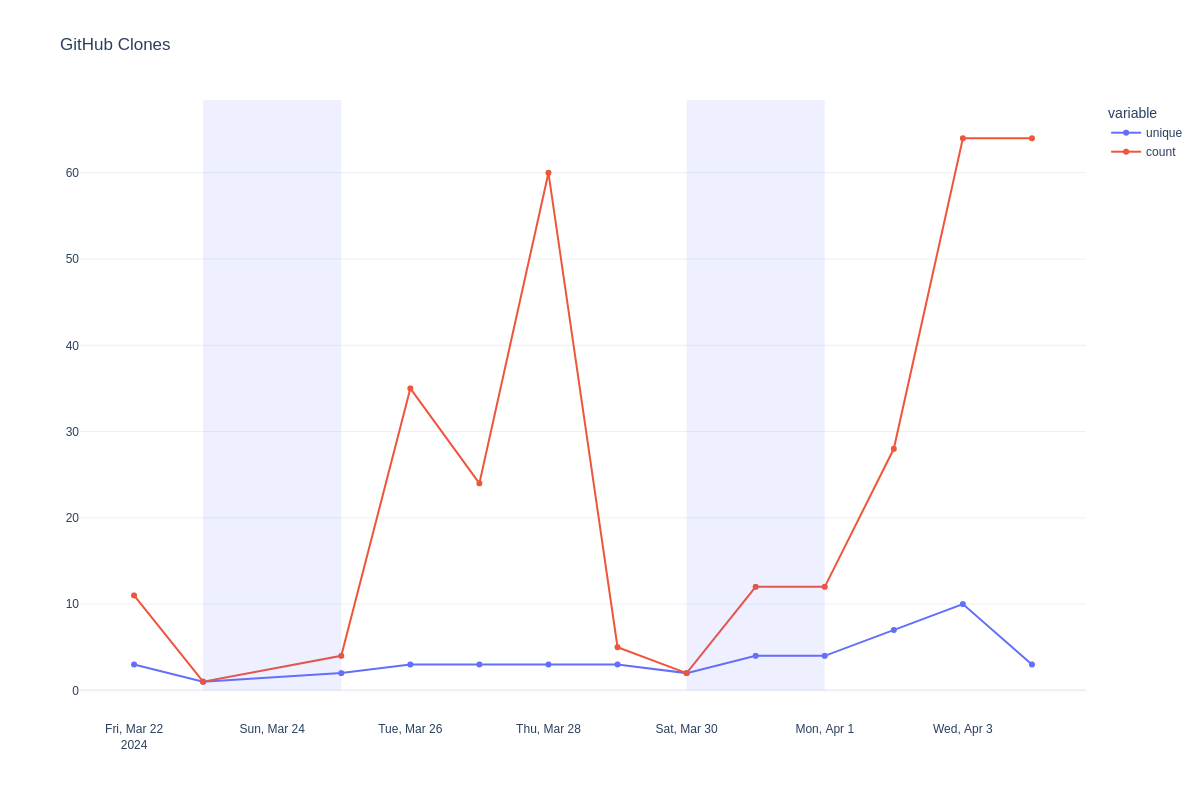 GitHub Clones
variable
unique
count
60
50
40
30
20
10
0
Fri, Mar 22
2024
Sun, Mar 24
Tue, Mar 26
Thu, Mar 28
Sat, Mar 30
Mon, Apr 1
Wed, Apr 3